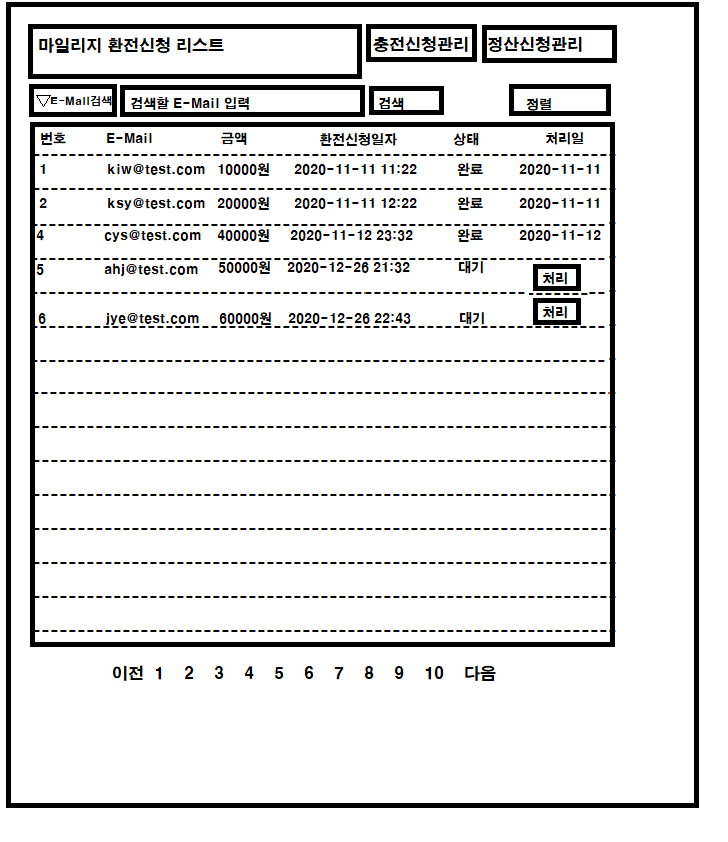 마일리지 환전신청 리스트 충전신청관리 정산신청관리
▽E-Mail검색 검색할 E-Mail 입력 검색 정렬
번호 E-Mail 금액 환전신청일자 상태 처리일
1 kiw@test.com 10000원 2020-11-11 11:22 완료 2020-11-11
2 ksy@test.com 20000원 2020-11-11 12:22 완료 2020-11-11
4 cys@test.com 40000원 2020-11-12 23:32 완료 2020-11-12
5 ahj@test.com 50000원 2020-12-26 21:32 대기 처리
6 jye@test.com 60000원 2020-12-26 22:43 대기 처리
이전 1 2 3 4 5 6 7 8 9 10 다음